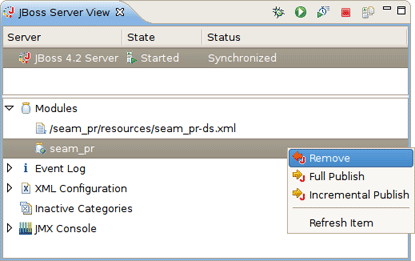 JBoss Server View
Server State Status
JBoss 4.2 Server Started Synchronized
Modules
/seam_pr/resources/seam_pr-ds.xml
seam_pr
Remove
Event Log
Full Publish
XML Configuration
Incremental Publish
Inactive Categories
Refresh Item
JMX Console